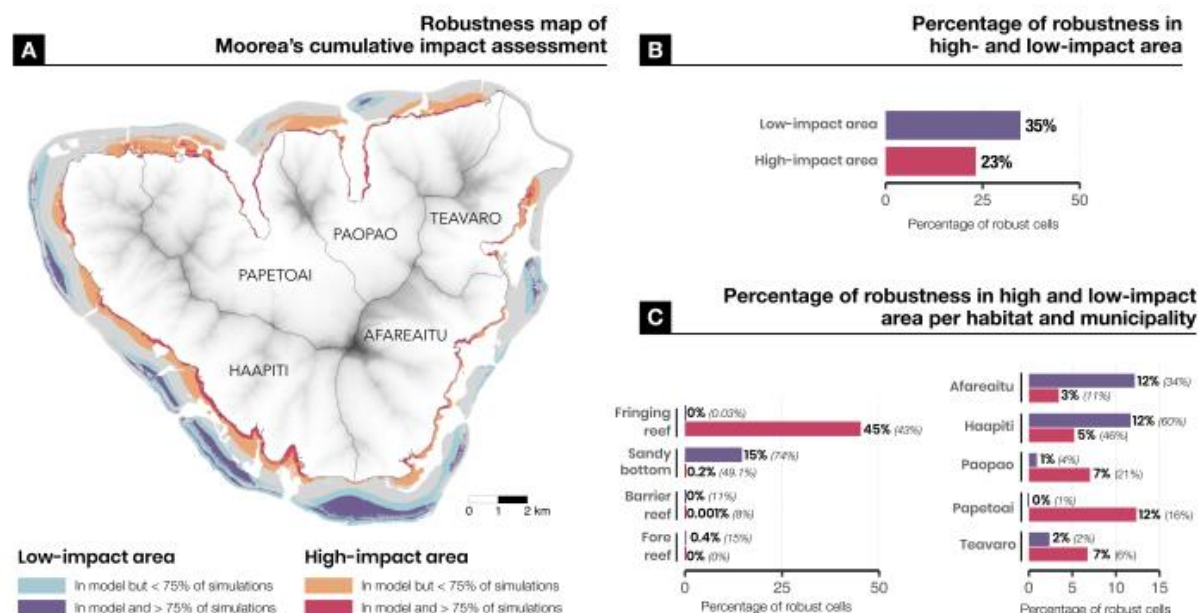 A
Robustness map of
Moorea's cumulative impact assessment
PAOPAO
TEAVARO
PAPETOAI
AFAREAITU
HAAPITI
0 1 2 km
Low-impact area
In model but < 75% of simulations
In model and > 75% of simulations
High-impact area
In model but < 75% of simulations
In model and > 75% of simulations
B
Percentage of robustness in
high- and low-impact area
Low-impact area 35%
High-impact area 23%
0 25 50
Percentage of robust cells
C
Percentage of robustness in high and low-impact
area per habitat and municipality
Fringing
reef
0% (0.03%)
45% (43%)
Sandy
bottom
15% (74%)
0.2% (49.1%)
Barrier
reef
0% (11%)
0.001% (8%)
Fore
reef
0.4% (15%)
0% (0%)
0 25 50
Percentage of robust cells
Afareaitu
12% (34%)
3% (11%)
Haapiti
12% (60%)
5% (46%)
Paopao
1% (4%)
7% (21%)
Papetoai
0% (1%)
12% (16%)
Teavaro
2% (2%)
7% (6%)
0 5 10 15
Percentage of robust cells